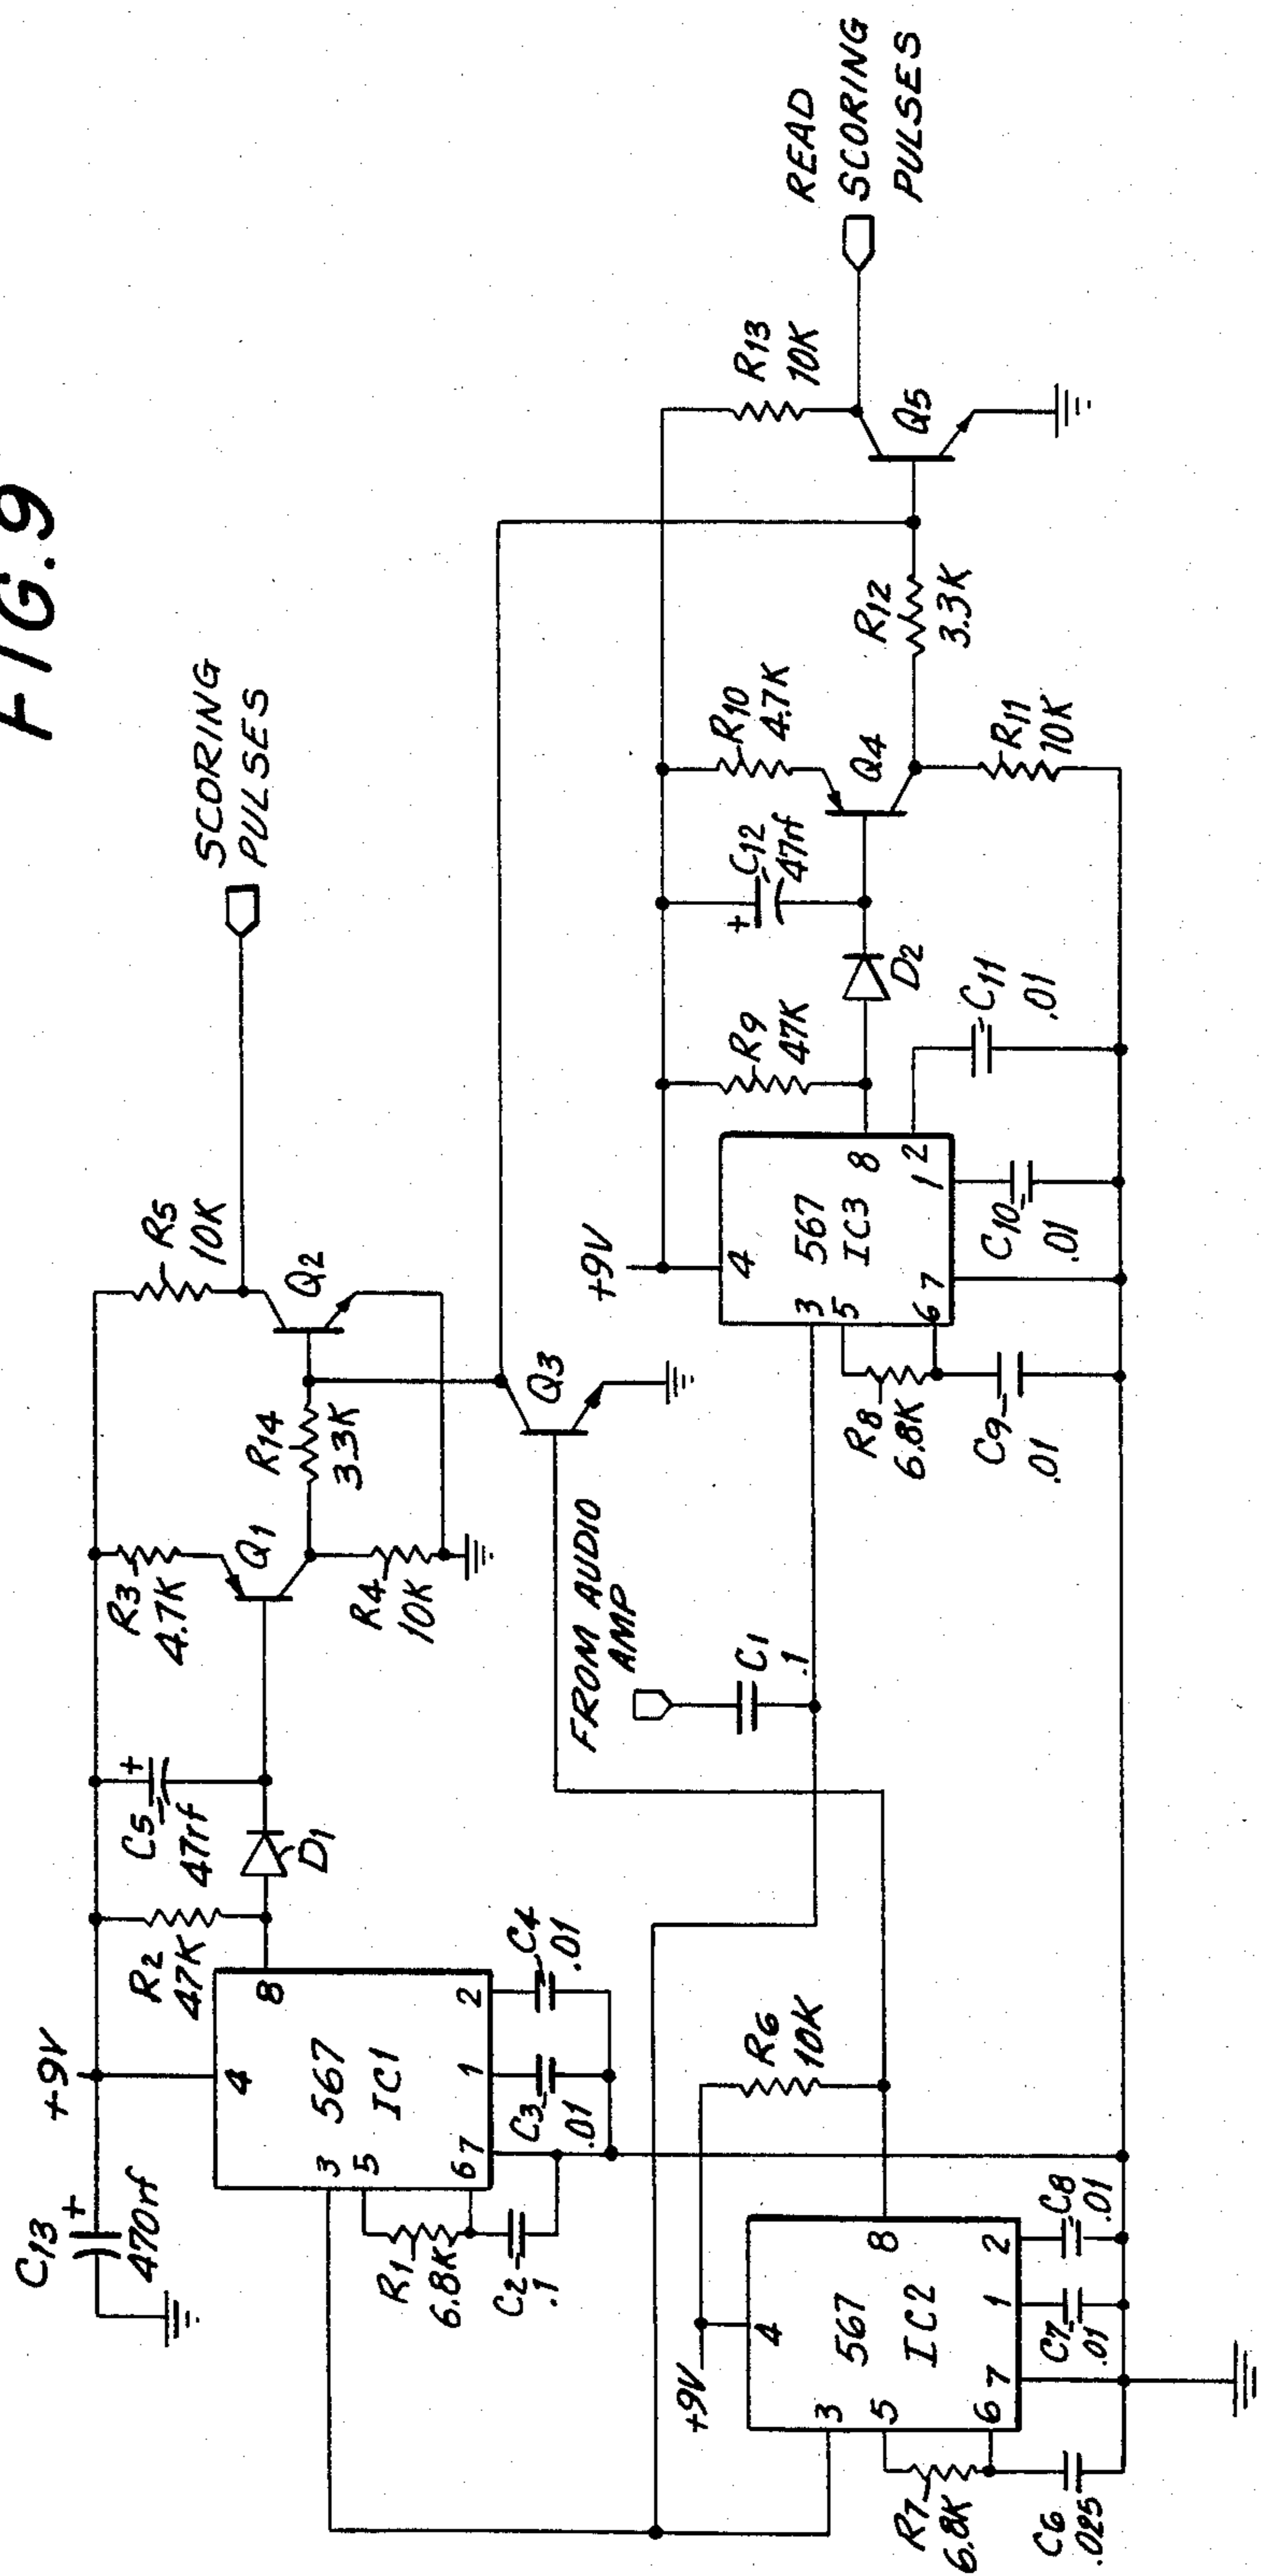 FIG. 9
SCORING
PULSES
READ
SCORING
PULSES
C13
470rf
+
+9V
R2
47K
C5
+
47rf
D1
R3
4.7K
Q1
R4
10K
R14
3.3K
R5
10K
Q2
8
4
567
IC1
3
5
6
7
1
2
R1
6.8K
C2
.1
C3
.01
C4
.01
Q3
FROM AUDIO
AMP
C1
.1
+9V
R6
10K
4
8
567
IC2
3
5
6
7
1
2
R7
6.8K
C6
.025
C7
.01
C8
.01
+9V
4
567
IC3
3
5
6
7
8
1
2
R8
6.8K
C9
.01
C10
.01
C11
.01
R9
47K
D2
C12
+
47rf
R10
4.7K
Q4
R11
10K
R12
3.3K
R13
10K
Q5